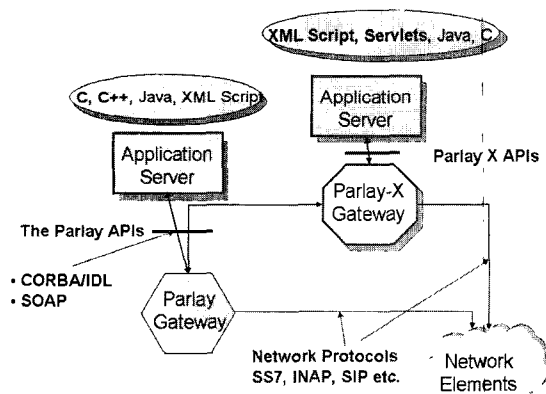 XML Script, Servlets, Java, C
C, C++, Java, XML Script
Application
Server
Application
Server
Parlay X APIs
Parlay-X
Gateway
The Parlay APIs
• CORBA/IDL
• SOAP
Parlay
Gateway
Network Protocols
SS7, INAP, SIP etc.
Network
Elements